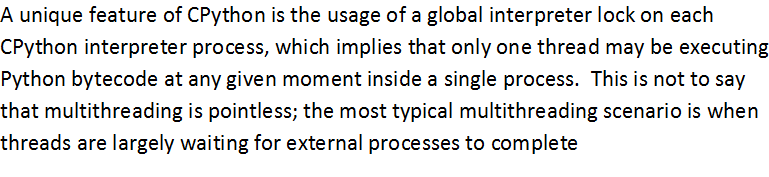 A unique feature of CPython is the usage of a global interpreter lock on each
CPython interpreter process, which implies that only one thread may be executing
Python bytecode at any given moment inside a single process.  This is not to say
that multithreading is pointless; the most typical multithreading scenario is when
threads are largely waiting for external processes to complete